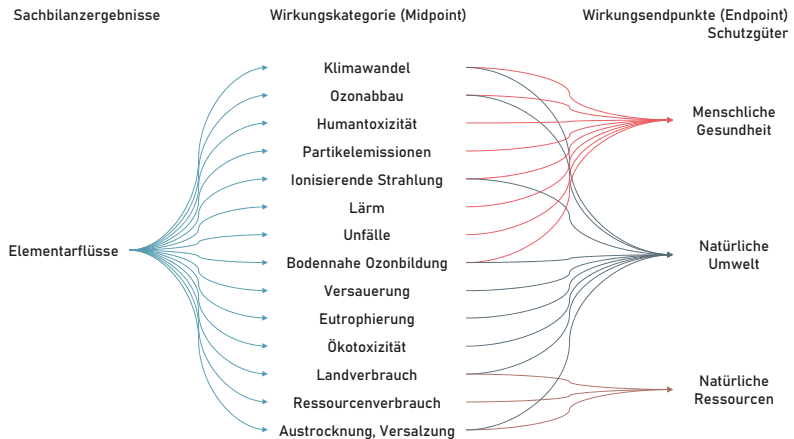 Sachbilanzergebnisse
Wirkungskategorie (Midpoint)
Wirkungsendpunkte (Endpoint)
Schutzgüter
Elementarflüsse
Klimawandel
Ozonabbau
Humantoxizität
Partikelemissionen
Ionisierende Strahlung
Lärm
Unfälle
Bodennahe Ozonbildung
Versauerung
Eutrophierung
Ökotoxizität
Landverbrauch
Ressourcenverbrauch
Austrocknung, Versalzung
Menschliche
Gesundheit
Natürliche
Umwelt
Natürliche
Ressourcen